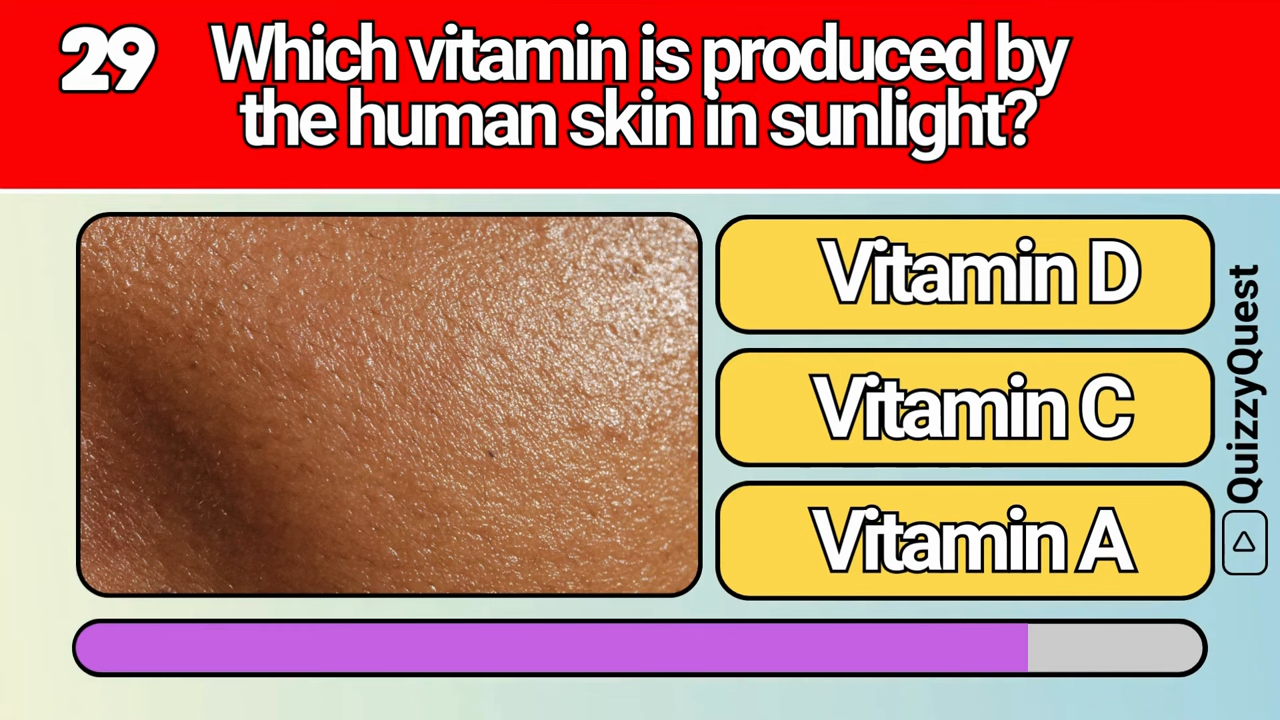 29
Which vitamin is produced by
the human skin in sunlight?
Vitamin D
Vitamin C
Vitamin A
QuizzyQuest